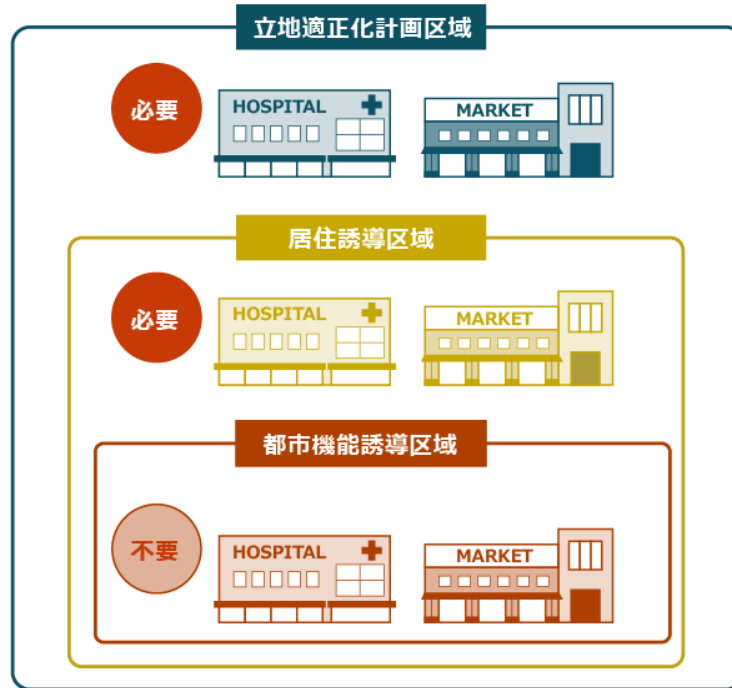 立地適正化計画区域
必要
HOSPITAL
MARKET
居住誘導区域
必要
HOSPITAL
MARKET
都市機能誘導区域
不要
HOSPITAL
MARKET